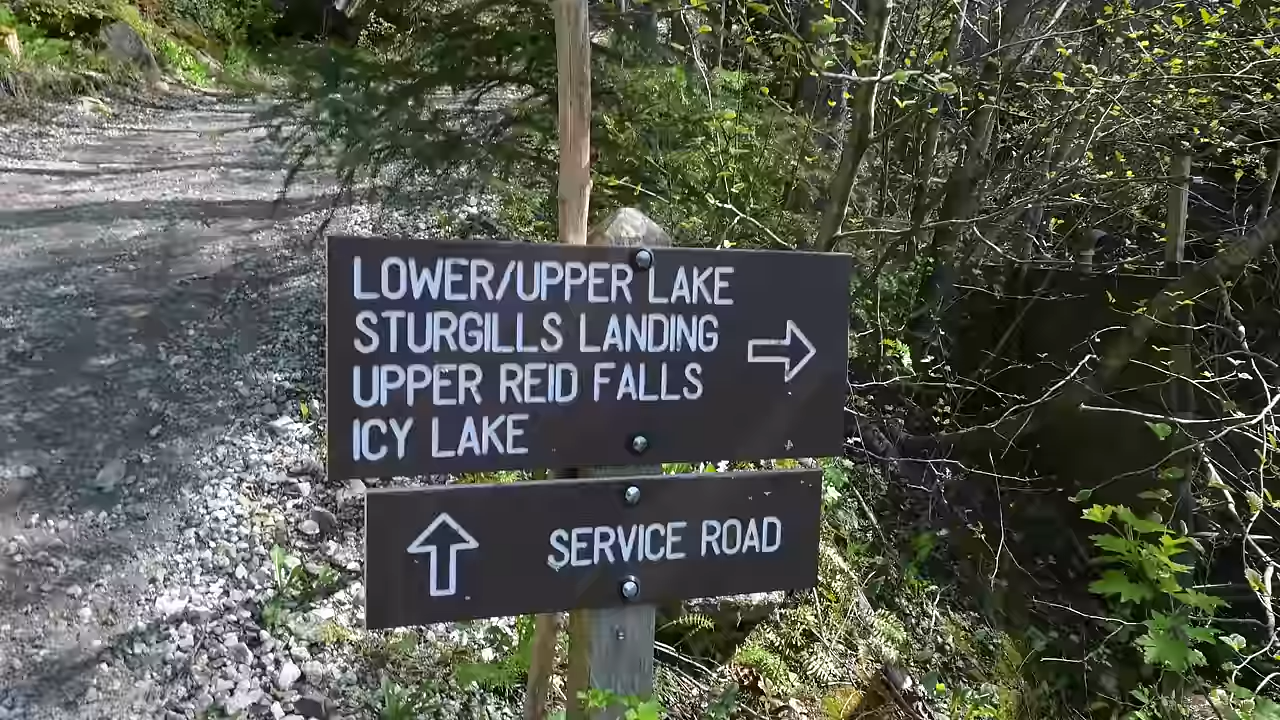 LOWER/UPPER LAKE
STURGILLS LANDING
UPPER REID FALLS
ICY LAKE
SERVICE ROAD